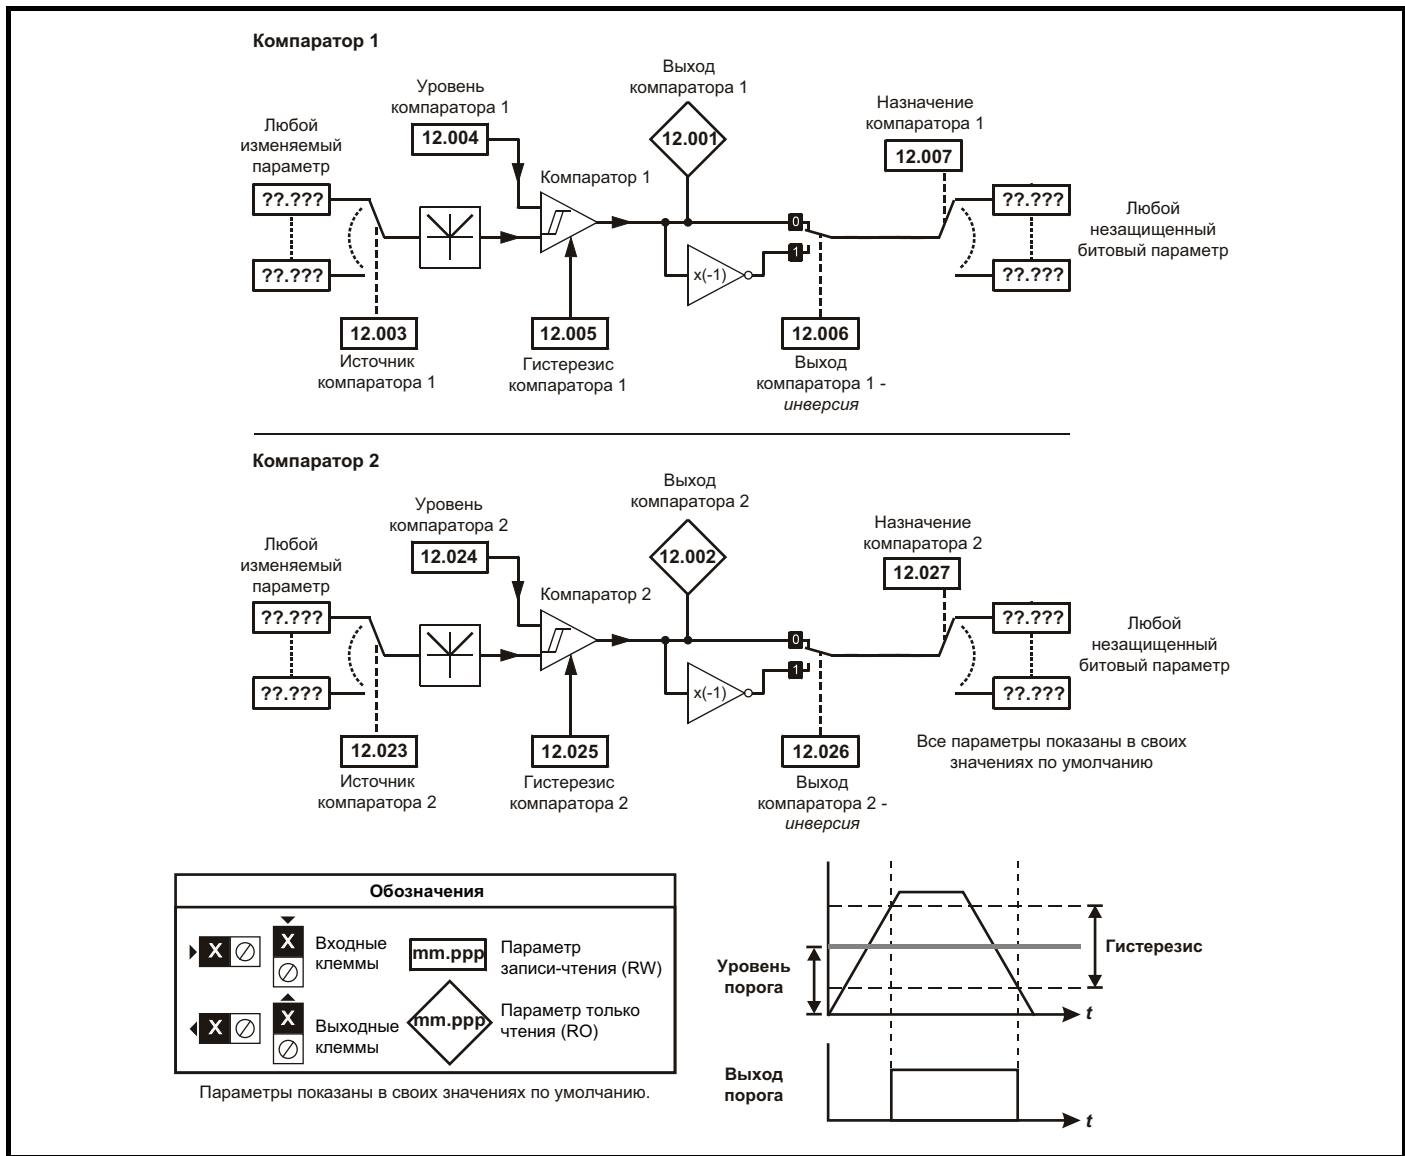 Компаратор 1
Уровень
компаратора 1
12.004
Выход
компаратора 1
12.001
Назначение
компаратора 1
12.007
Любой
изменяемый
параметр
??.???
??.???
Компаратор 1
0
1
x(-1)
??.???
??.???
Любой
незащищенный
битовый параметр
12.003
Источник
компаратора 1
12.005
Гистерезис
компаратора 1
12.006
Выход
компаратора 1 -
инверсия
Компаратор 2
Уровень
компаратора 2
12.024
Выход
компаратора 2
12.002
Назначение
компаратора 2
12.027
Любой
изменяемый
параметр
??.???
??.???
Компаратор 2
0
1
x(-1)
??.???
??.???
Любой
незащищенный
битовый параметр
12.023
Источник
компаратора 2
12.025
Гистерезис
компаратора 2
12.026
Выход
компаратора 2 -
инверсия
Все параметры показаны в своих
значениях по умолчанию
Обозначения
X
X
Входные
клеммы
mm.ppp
Параметр
записи-чтения (RW)
X
X
Выходные
клеммы
mm.ppp
Параметр только
чтения (RO)
Параметры показаны в своих значениях по умолчанию.
Уровень
порога
Гистерезис
t
Выход
порога
t